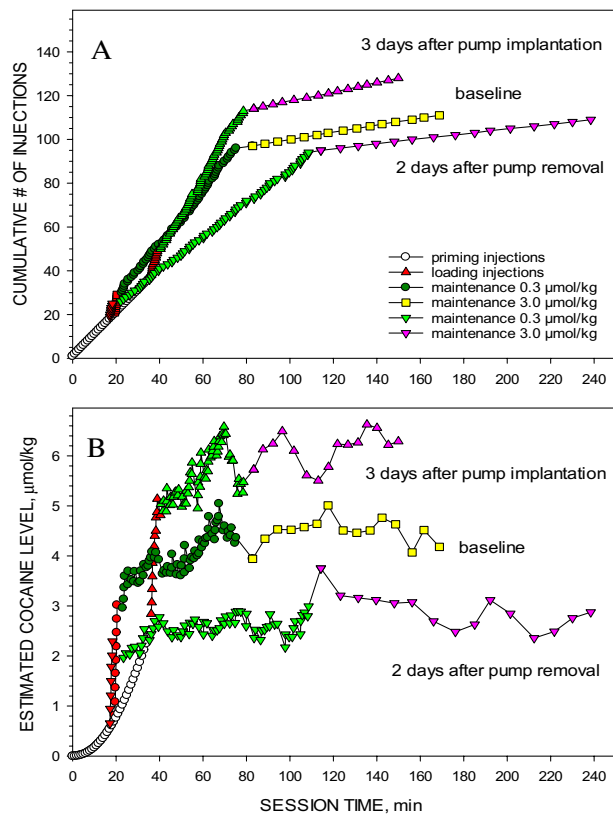 A
3 days after pump implantation
baseline
2 days after pump removal
CUMULATIVE # OF INJECTIONS
140
120
100
80
60
40
20
0
priming injections
loading injections
maintenance 0.3 µmol/kg
maintenance 3.0 µmol/kg
maintenance 0.3 µmol/kg
maintenance 3.0 µmol/kg
0 20 40 60 80 100 120 140 160 180 200 220 240
B
3 days after pump implantation
baseline
2 days after pump removal
ESTIMATED COCAINE LEVEL, µmol/kg
6
5
4
3
2
1
0
0 20 40 60 80 100 120 140 160 180 200 220 240
SESSION TIME, min